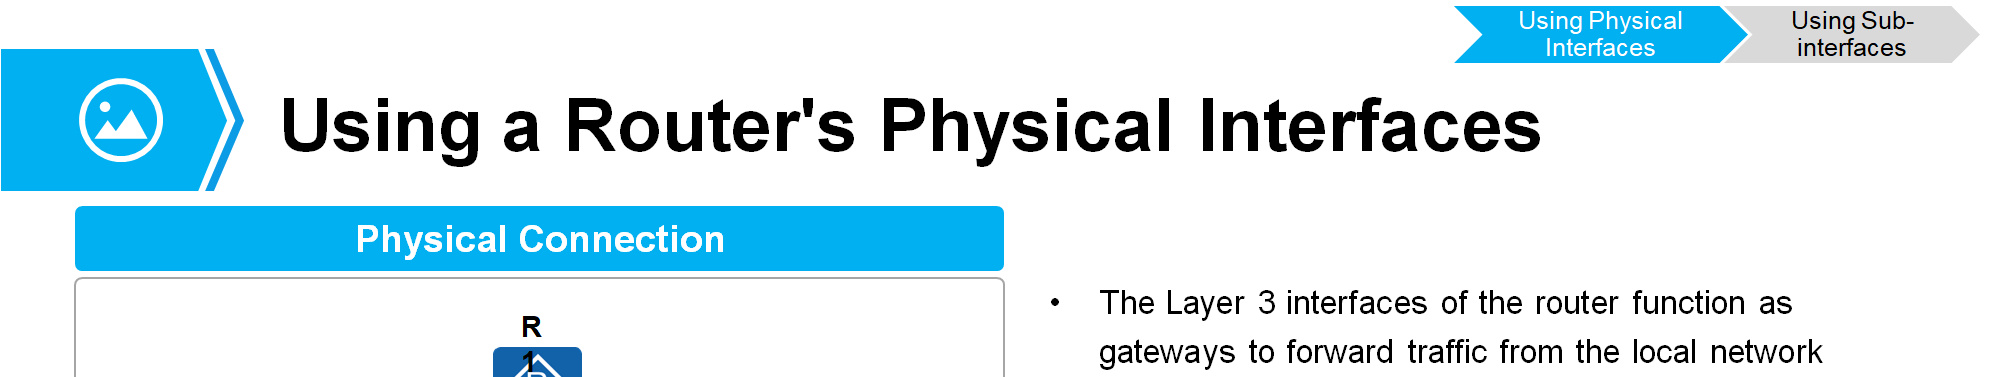 Using Physical
Interfaces
Using Sub-
interfaces
Using a Router's Physical Interfaces
Physical Connection
R
1
• The Layer 3 interfaces of the router function as
gateways to forward traffic from the local network